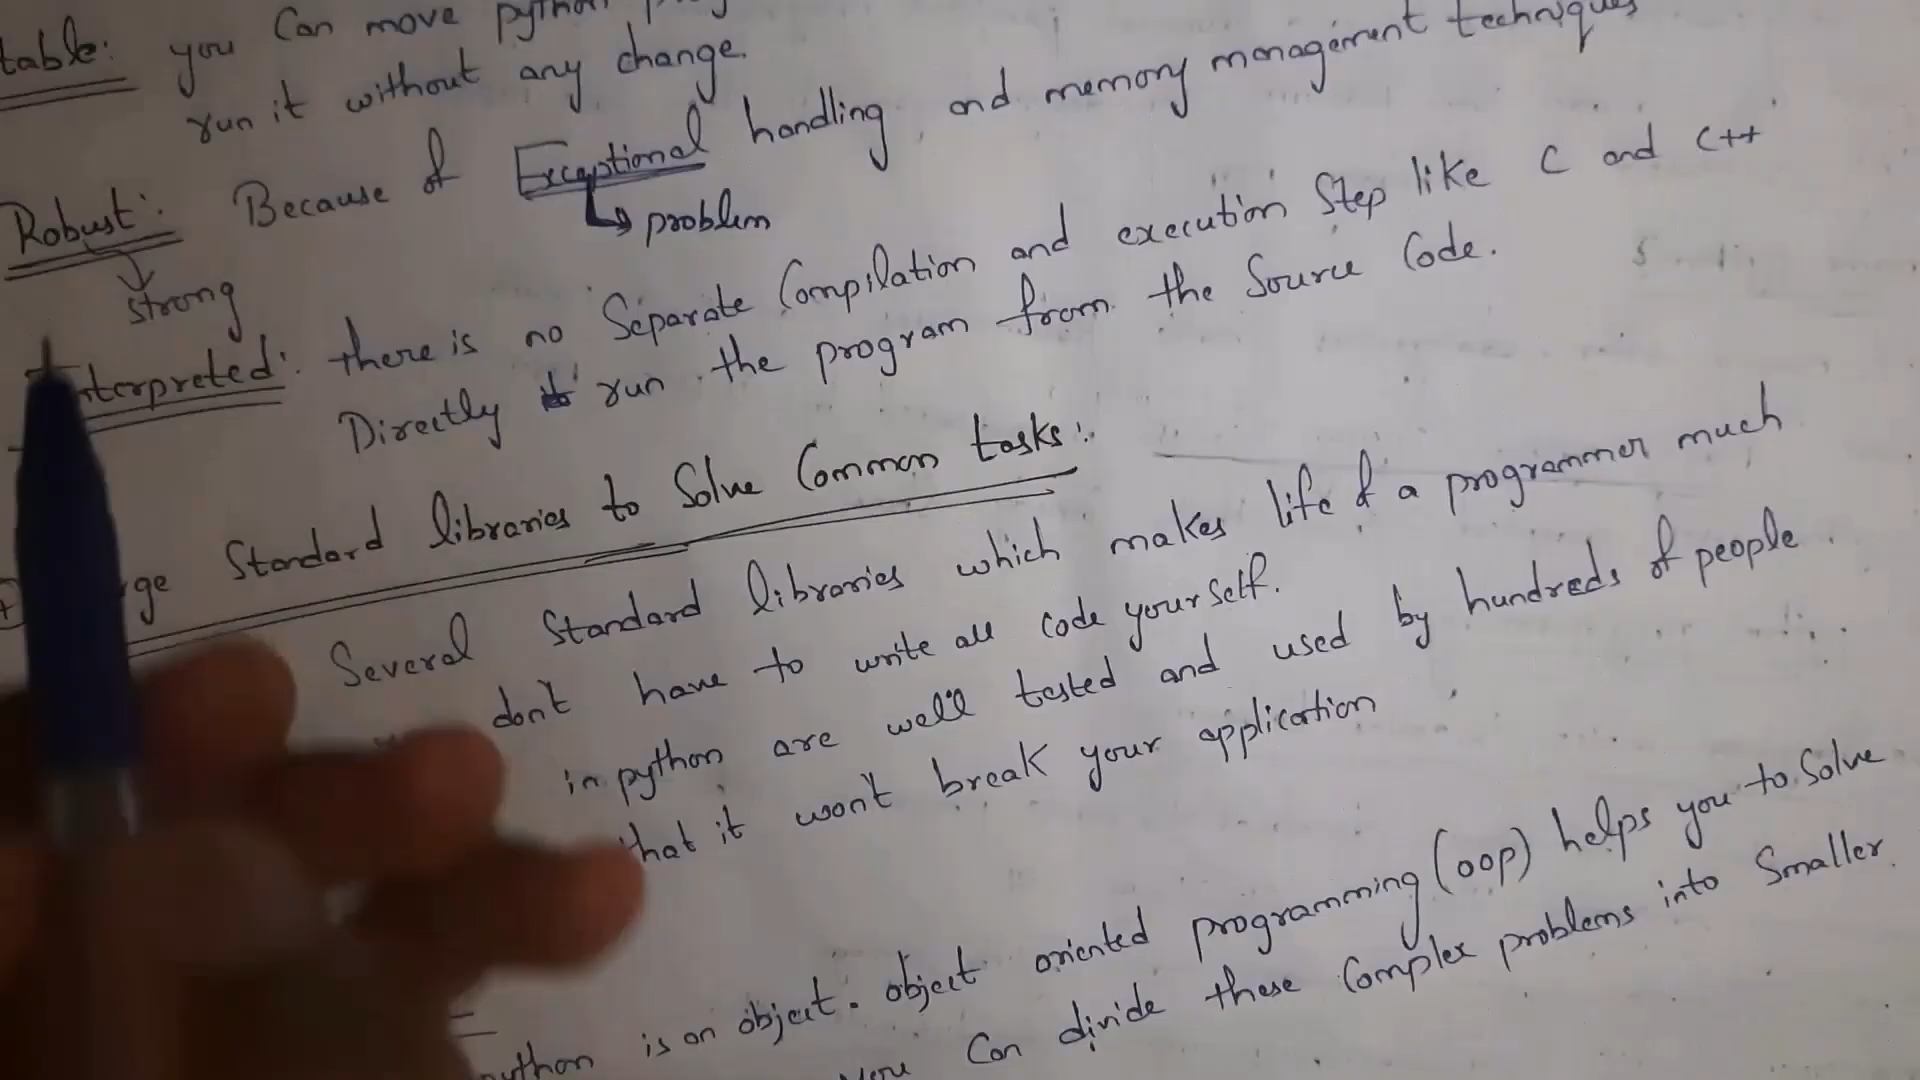 table: you Can move python
run it without any change.
Robust: Because of Exceptional handling and memory management techniques
problem
strong
Interpreted: there is no Separate Compilation and execution Step like C and C++
Directly run the program from the Source Code.
Standard libraries to Solve Common tasks:
Several Standard libraries which makes life of a programmer much
don't have to write all code yourself.
in python are well tested and used by hundreds of people
that it won't break your application
python is an object. object oriented programming (OOP) helps you to Solve
you Can divide these Complex problems into Smaller.